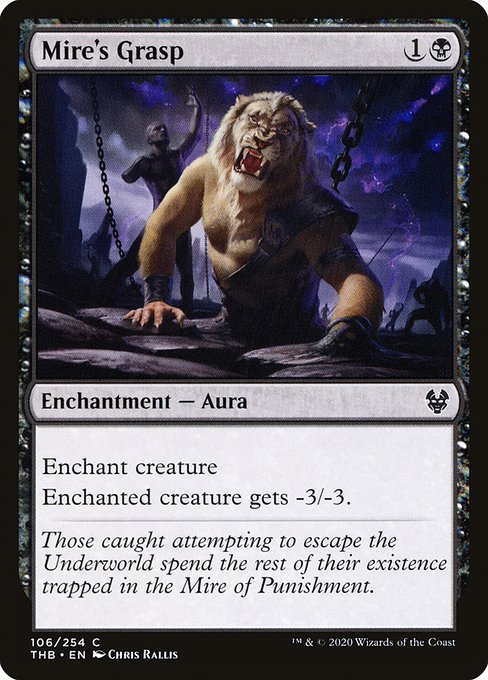 Mire's Grasp 1
Enchantment — Aura
Enchant creature
Enchanted creature gets -3/-3.
Those caught attempting to escape the
Underworld spend the rest of their existence
trapped in the Mire of Punishment.
106/254 C
THB • EN Chris Rallis
™ & © 2020 Wizards of the Coast